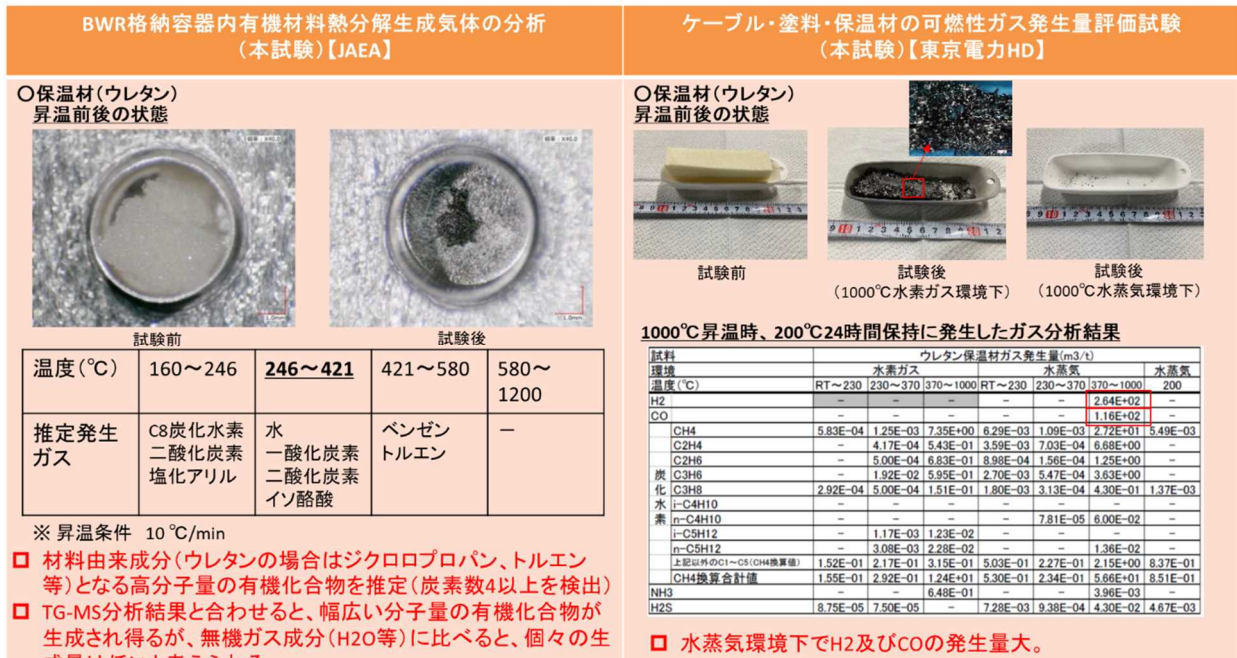 BWR格納容器内有機材料熱分解生成気体の分析
(本試験)【JAEA】
〇保温材(ウレタン)
昇温前後の状態
試験前
試験後
温度(℃) 160～246 246～421 421～580 580～1200
推定発生ガス
C8炭化水素 二酸化炭素 塩化アリル
水 一酸化炭素 二酸化炭素 イソ酪酸
ベンゼン トルエン
－
※ 昇温条件 10 ℃/min
材料由来成分(ウレタンの場合はジクロロプロパン、トルエン
等)となる高分子量の有機化合物を推定(炭素数4以上を検出)
TG-MS分析結果と合わせると、幅広い分子量の有機化合物が
生成され得るが、無機ガス成分(H2O等)に比べると、個々の生
ケーブル・塗料・保温材の可燃性ガス発生量評価試験
(本試験)【東京電力HD】
〇保温材(ウレタン)
昇温前後の状態
試験前
試験後
(1000℃水素ガス環境下)
試験後
(1000℃水蒸気環境下)
1000℃昇温時、200℃24時間保持に発生したガス分析結果
試料 ウレタン保温材ガス発生量(m3/t)
環境 水素ガス 水蒸気 水蒸気
温度(℃) RT～230 230～370 370～1000 RT～230 230～370 370～1000 200
H2 － － － － － 2.64E+02 －
CO － － － － － 1.16E+02 －
炭化水素
CH4 5.83E-04 1.25E-03 7.35E+00 6.29E-03 1.09E-03 2.72E+01 5.49E-03
C2H4 － 4.17E-04 5.43E-01 3.59E-03 7.03E-04 6.68E+00 －
C2H6 － 5.00E-04 6.83E-01 8.98E-04 1.56E-04 1.25E+00 －
C3H6 － 1.92E-02 5.95E-01 2.70E-03 5.47E-04 3.63E+00 －
C3H8 2.92E-04 5.00E-04 1.51E-01 1.80E-03 3.13E-04 4.30E-01 1.37E-03
i-C4H10 － － － － － － －
n-C4H10 － － － － 7.81E-05 6.00E-02 －
i-C5H12 － 1.17E-03 1.23E-02 － － － －
n-C5H12 － 3.08E-03 2.28E-02 － － 1.36E-02 －
上記以外のC1～C5(CH4換算値) 1.52E-01 2.17E-01 3.15E-01 5.03E-01 2.27E-01 2.15E+00 8.37E-01
CH4換算合計値 1.55E-01 2.92E-01 1.24E+01 5.30E-01 2.34E-01 5.66E+01 8.51E-01
NH3 － － 6.48E-01 － － 3.96E-03 －
H2S 8.75E-05 7.50E-05 － 7.28E-03 9.38E-04 4.30E-02 4.67E-03
水蒸気環境下でH2及びCOの発生量大。